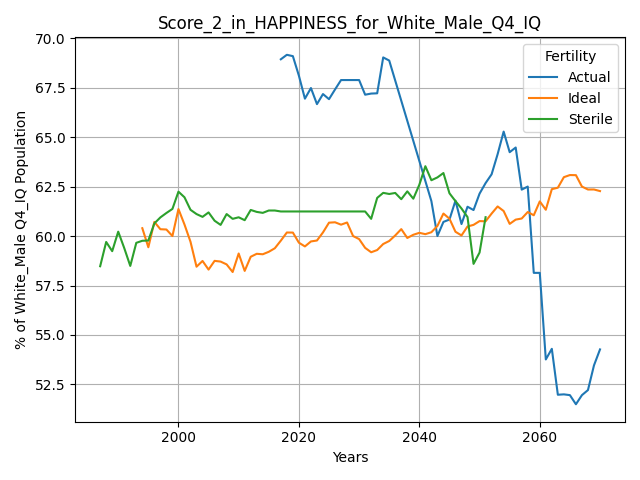 Score_2_in_HAPPINESS_for_White_Male_Q4_IQ
% of White_Male Q4_IQ Population
70.0
67.5
65.0
62.5
60.0
57.5
55.0
52.5
Fertility
Actual
Ideal
Sterile
2000
2020
2040
2060
Years